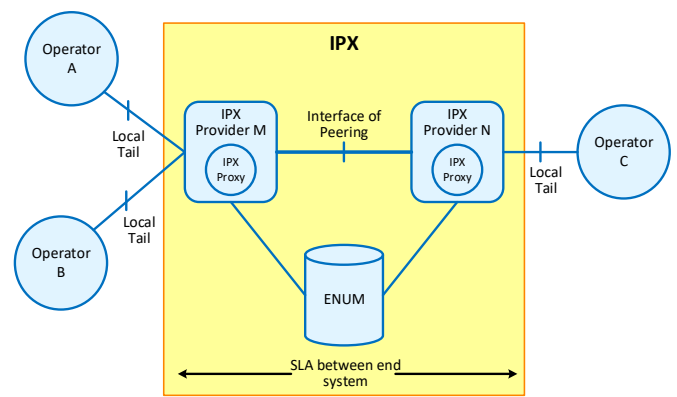 IPX
Operator
A
Local
Tail
IPX
Provider M
IPX
Proxy
Interface of
Peering
IPX
Provider N
IPX
Proxy
Operator
C
Local
Tail
Local
Tail
Operator
B
ENUM
SLA between end
system